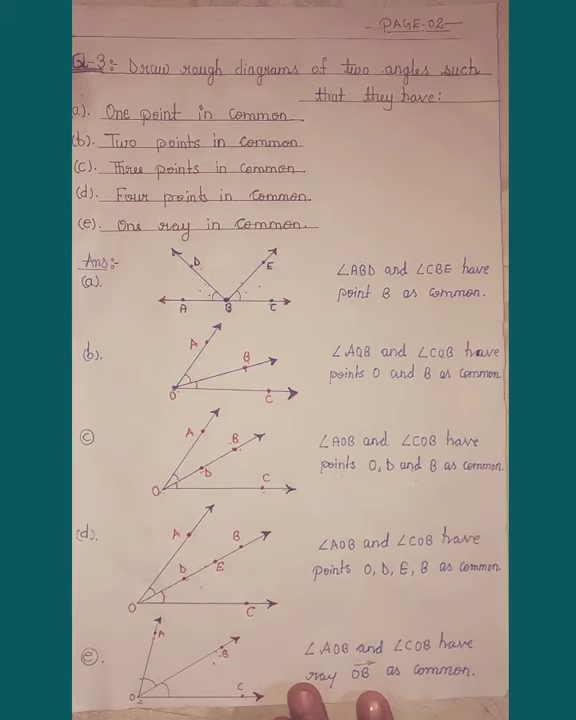 PAGE-02
Q-3:- Draw rough diagrams of two angles such
that they have:
(a). One point in common
(b). Two points in common
(c). Three points in common
(d). Four points in common
(e). One ray in common.
Ans:-
(a).
D E
A B C
∠ABD and ∠CBE have
point B as common.
(b).
A
B
O C
∠AOB and ∠COB have
points O and B as common
(c)
A B
D
O C
∠AOB and ∠COB have
points O, D and B as common.
(d).
A B
D E
O C
∠AOB and ∠COB have
points O, D, E, B as common.
(e).
A
B
O C
∠AOB and ∠COB have
ray OB→ as common.